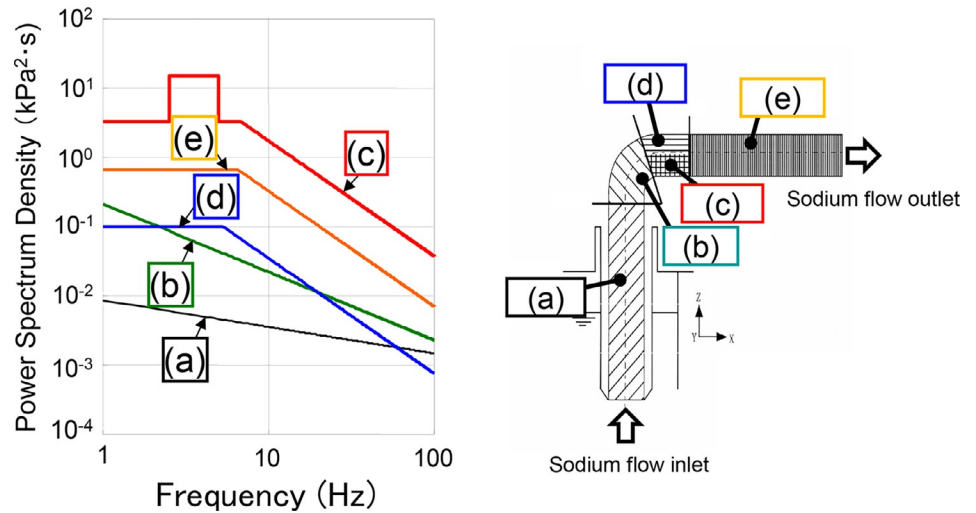 Power Spectrum Density (kPa²·s)
10²
10¹
10⁰
10⁻¹
10⁻²
10⁻³
10⁻⁴
1
10
100
Frequency (Hz)
(e)
(c)
(d)
(b)
(a)
(d)
(e)
(c)
(b)
(a)
Sodium flow outlet
Z
Y
X
Sodium flow inlet